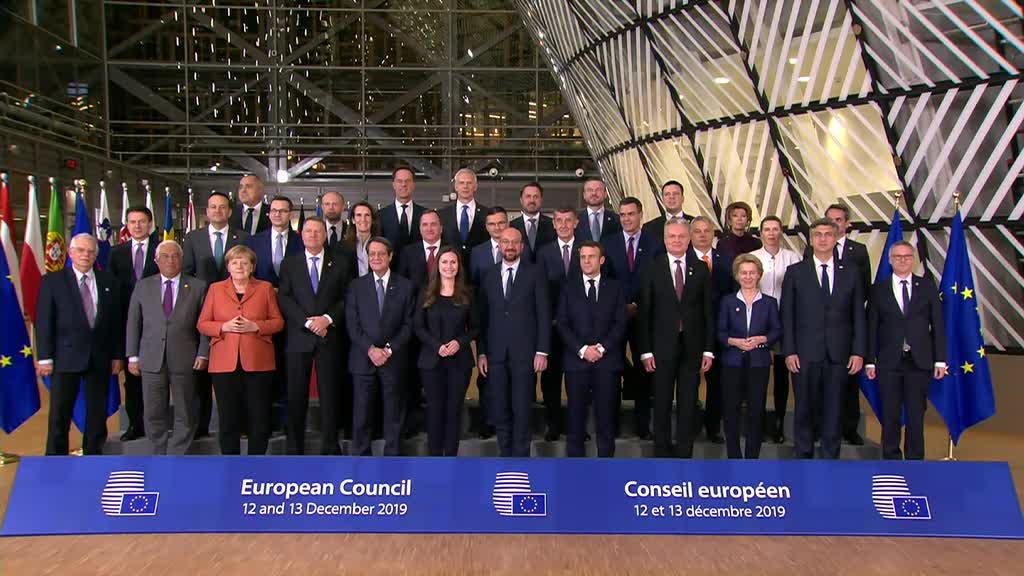 European Council
12 and 13 December 2019
Conseil européen
12 et 13 décembre 2019